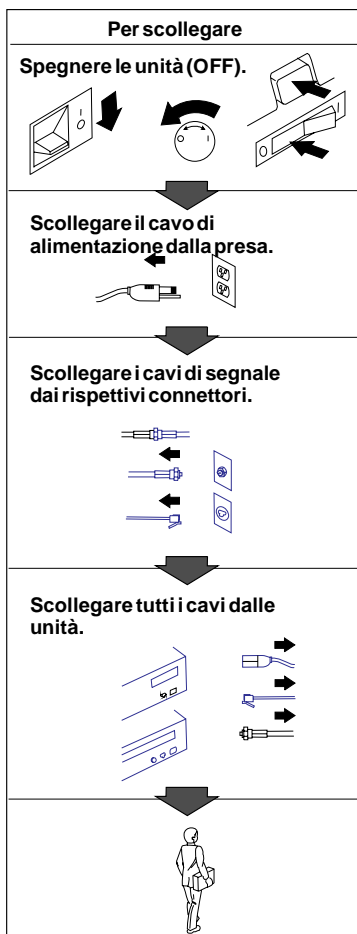 Per scollegare
Spegnere le unità (OFF).
Scollegare il cavo di
alimentazione dalla presa.
Scollegare i cavi di segnale
dai rispettivi connettori.
Scollegare tutti i cavi dalle
unità.